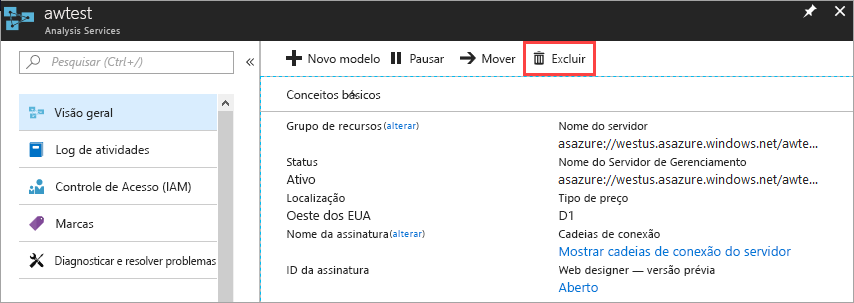 awtest
Analysis Services
Pesquisar (Ctrl+/)
Visão geral
Log de atividades
Controle de Acesso (IAM)
Marcas
Diagnosticar e resolver problemas
Novo modelo
Pausar
Mover
Excluir
Conceitos básicos
Grupo de recursos (alterar)
Status
Ativo
Localização
Oeste dos EUA
Nome da assinatura (alterar)
ID da assinatura
Nome do servidor
asazure://westus.asazure.windows.net/awte...
Nome do Servidor de Gerenciamento
asazure://westus.asazure.windows.net/awte...
Tipo de preço
D1
Cadeias de conexão
Mostrar cadeias de conexão do servidor
Web designer — versão prévia
Aberto